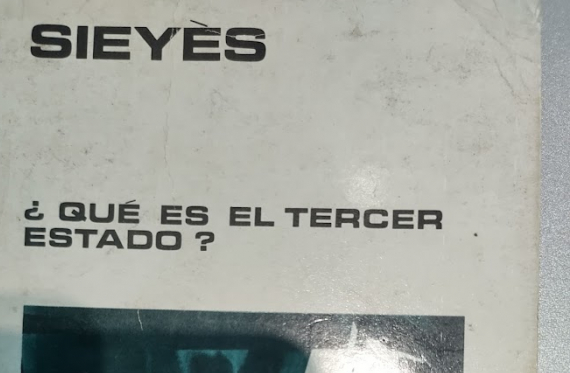 SIEYÈS
¿ QUÉ ES EL TERCER
ESTADO ?